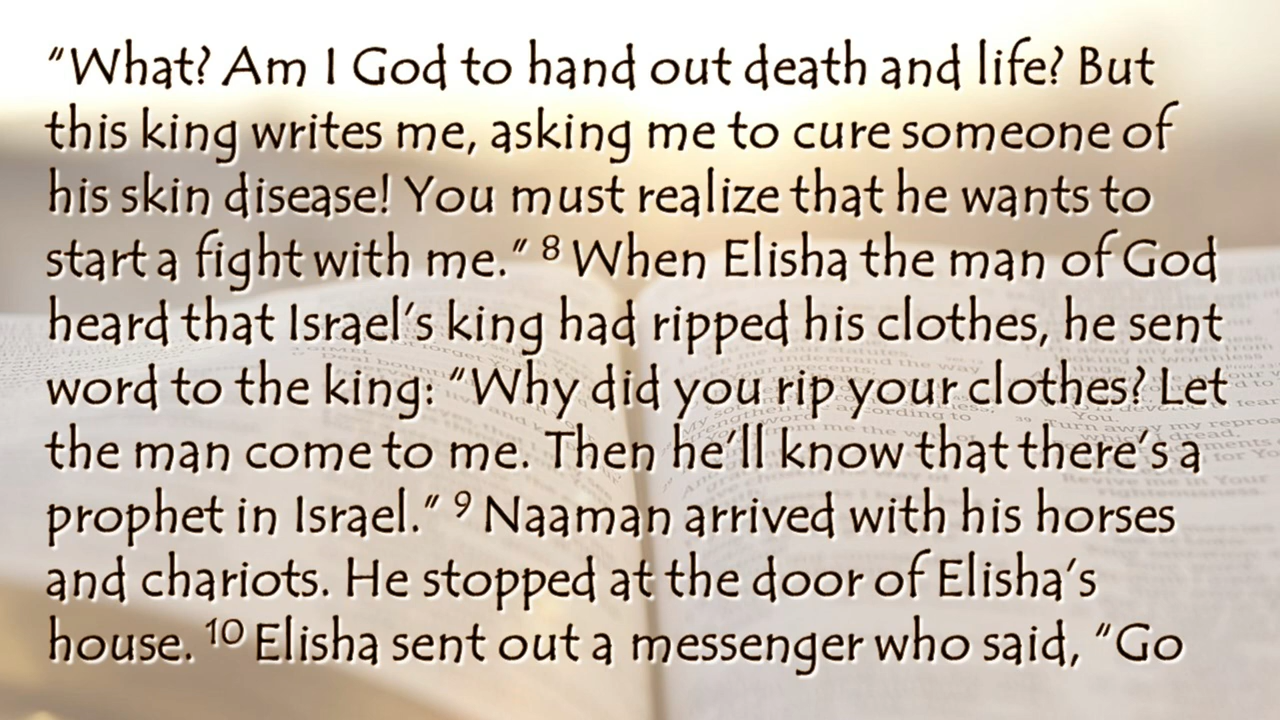 “What? Am I God to hand out death and life? But
this king writes me, asking me to cure someone of
his skin disease! You must realize that he wants to
start a fight with me.” 8 When Elisha the man of God
heard that Israel’s king had ripped his clothes, he sent
word to the king: “Why did you rip your clothes? Let
the man come to me. Then he’ll know that there’s a
prophet in Israel.” 9 Naaman arrived with his horses
and chariots. He stopped at the door of Elisha’s
house. 10 Elisha sent out a messenger who said, “Go